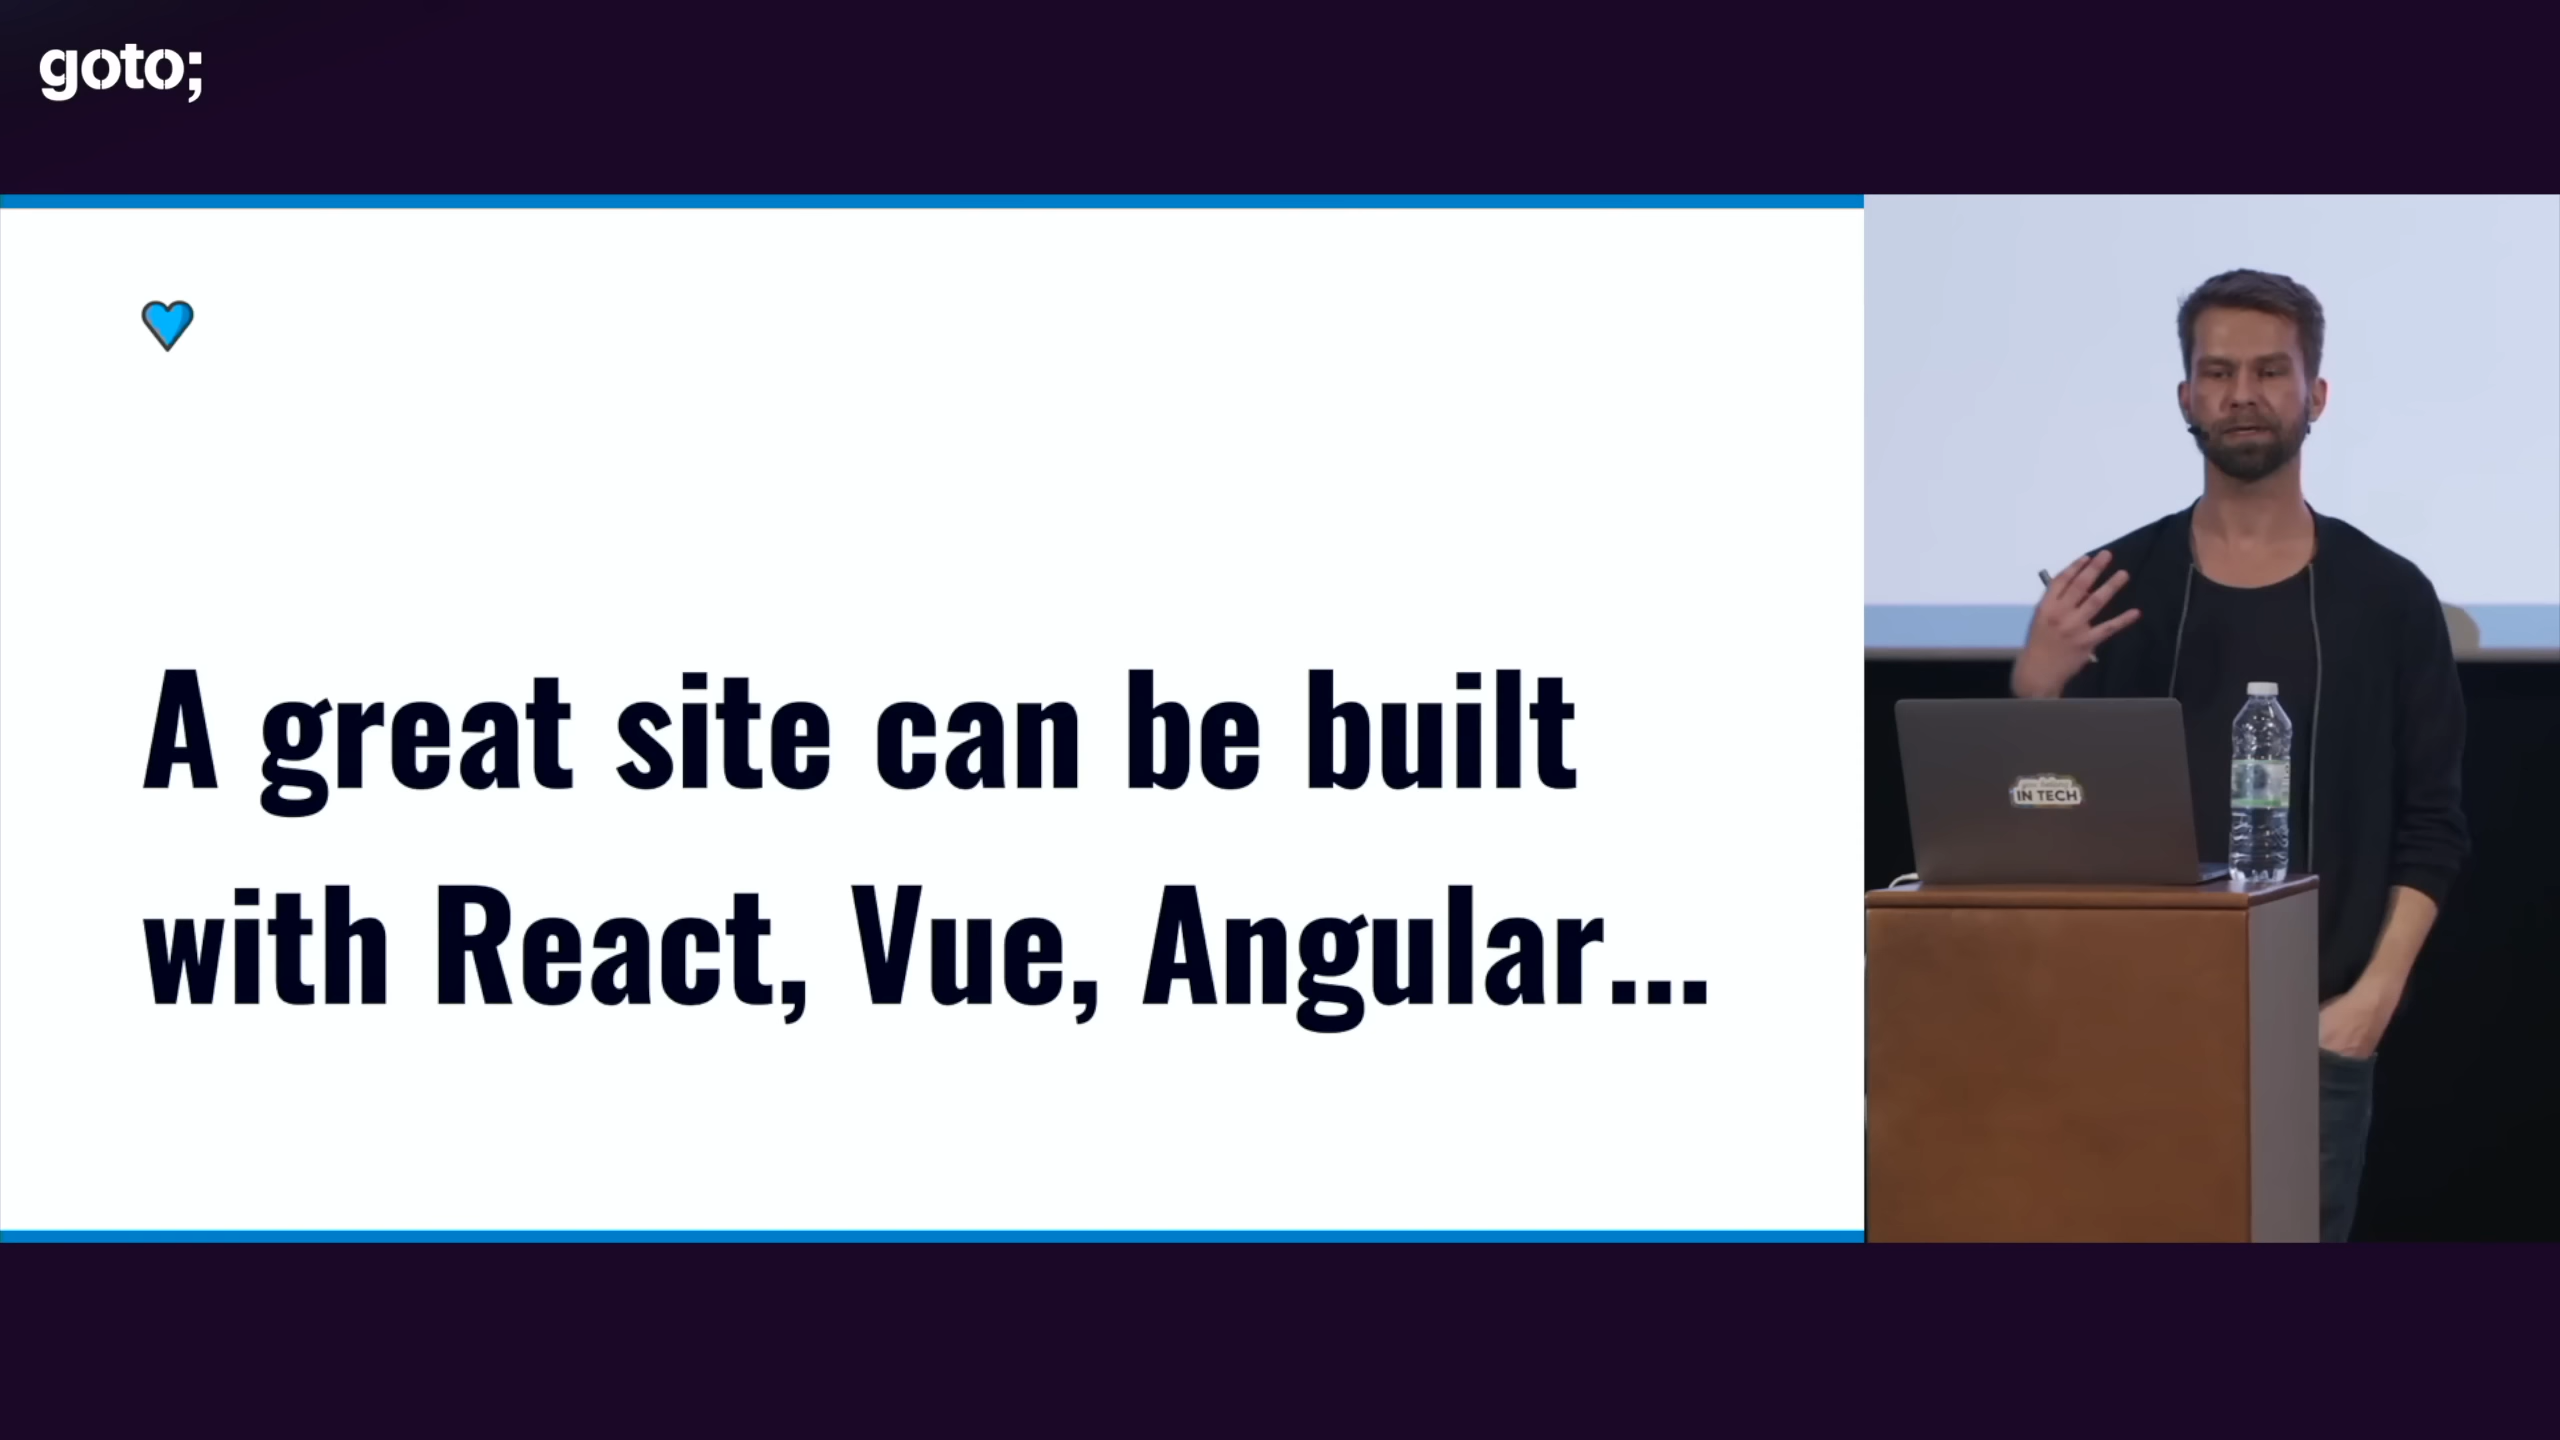 goto;
A great site can be built
with React, Vue, Angular...
IN TECH